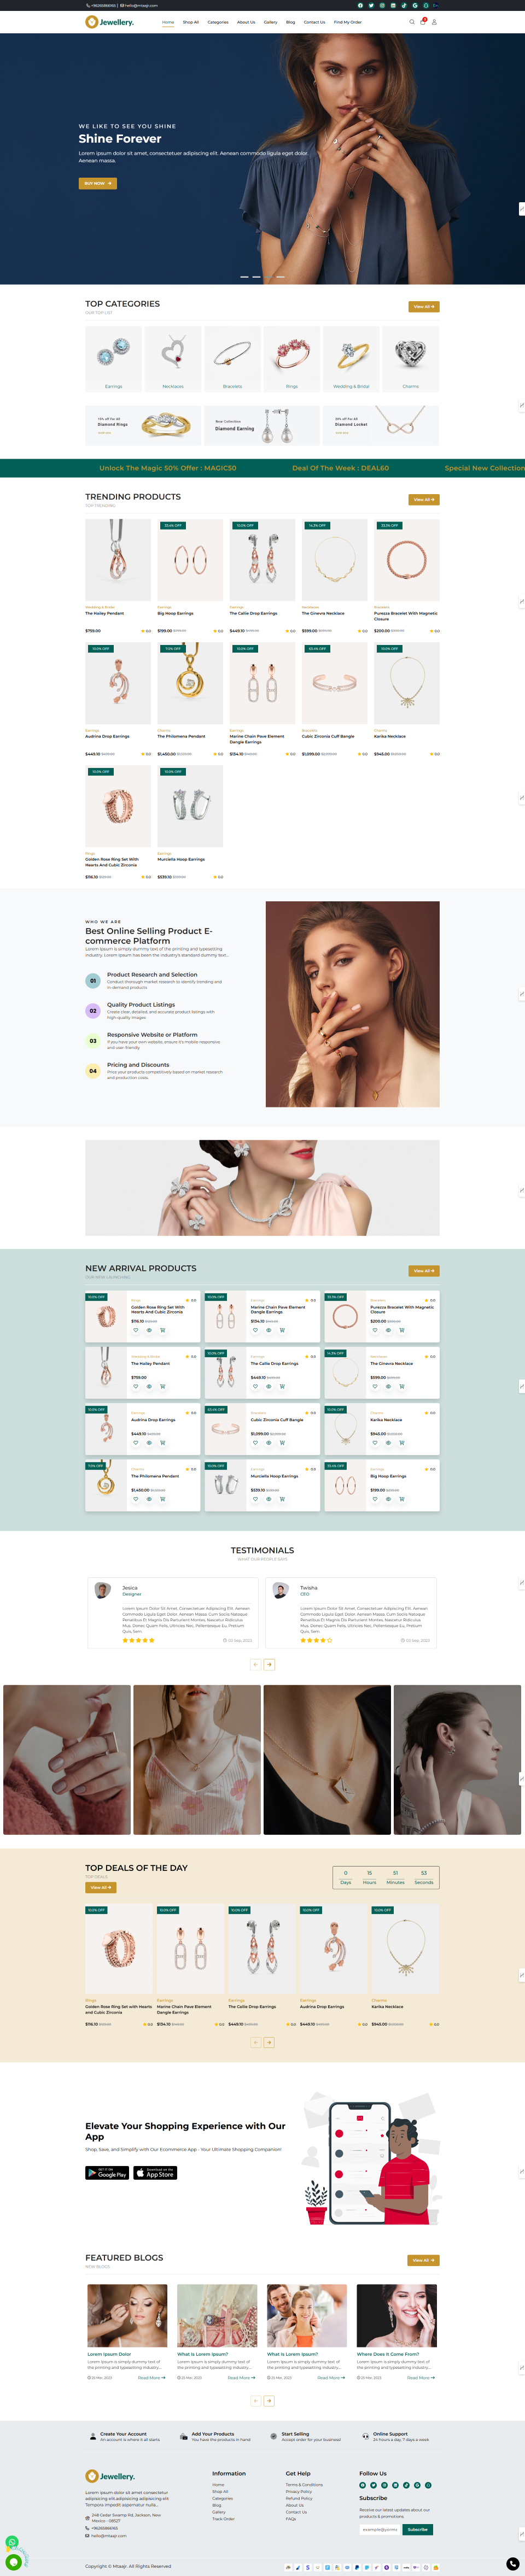 hello@miaqi.com
Jewellery.
Home Shop All Categories About Us Gallery Blog Contact Us Find My Order
WE LIKE TO SEE YOU SHINE
Shine Forever
Lorem ipsum dolor sit amet, consectetuer adipiscing elit. Aenean commodo ligula eget dolor.
Aenean massa.
BUY NOW
TOP CATEGORIES
OUR TOP LIST
View All
Earrings Necklaces Bracelets Rings Wedding & Bridal Charms
Diamond Rings
New Collection
Diamond Earring
Diamond Locket
Unlock The Magic 50% Offer : MAGIC50 Deal Of The Week : DEAL60 Special New Collection
TRENDING PRODUCTS
TOP TRENDING
View All
The Hailey Pendant
Big Hoop Earrings
The Callie Drop Earrings
The Ginevra Necklace
Purezza Bracelet With Magnetic
Closure
$759.00
$199.00
$449.10
$599.00
$200.00
Audrina Drop Earrings
The Philomena Pendant
Marine Chain Pave Element
Dangle Earrings
Cubic Zirconia Cuff Bangle
Karika Necklace
$449.10
$1,450.00
$134.10
$1,099.00
$945.00
Golden Rose Ring Set With
Hearts And Cubic Zirconia
Murciella Hoop Earrings
$116.10
$539.10
WHO WE ARE
Best Online Selling Product E-
commerce Platform
Lorem Ipsum is simply dummy text of the printing and typesetting
industry. Lorem Ipsum has been the industry's standard dummy text...
01
Product Research and Selection
Conduct thorough market research to identify trending and
in-demand products
02
Quality Product Listings
Create clear, detailed, and accurate product listings with
high-quality images
03
Responsive Website or Platform
If you have your own website, ensure it's mobile responsive
and user-friendly
04
Pricing and Discounts
Price your products competitively based on market research
and production costs.
NEW ARRIVAL PRODUCTS
View All
Golden Rose Ring Set With
Hearts And Cubic Zirconia
$116.10
Marine Chain Pave Element
Dangle Earrings
$134.10
Purezza Bracelet With Magnetic
Closure
$200.00
The Hailey Pendant
$759.00
The Callie Drop Earrings
$449.10
The Ginevra Necklace
$599.00
Audrina Drop Earrings
$449.10
Cubic Zirconia Cuff Bangle
$1,099.00
Karika Necklace
$945.00
The Philomena Pendant
$1,450.00
Murciella Hoop Earrings
$539.10
Big Hoop Earrings
$199.00
TESTIMONIALS
WHAT OUR PEOPLE SAYS
Jesica
Designer
Lorem Ipsum Dolor Sit Amet, Consectetuer Adipiscing Elit. Aenean
Commodo Ligula Eget Dolor. Aenean Massa. Cum Sociis Natoque
Penatibus Et Magnis Dis Parturient Montes, Nascetur Ridiculus
Mus. Donec Quam Felis, Ultricies Nec, Pellentesque Eu, Pretium
Quis, Sem.
02 Sep, 2023
Twisha
CEO
Lorem Ipsum Dolor Sit Amet, Consectetuer Adipiscing Elit. Aenean
Commodo Ligula Eget Dolor. Aenean Massa. Cum Sociis Natoque
Penatibus Et Magnis Dis Parturient Montes, Nascetur Ridiculus
Mus. Donec Quam Felis, Ultricies Nec, Pellentesque Eu, Pretium
Quis, Sem.
02 Sep, 2023
TOP DEALS OF THE DAY
TOP DEALS
View All
0 15 51 53
Days Hours Minutes Seconds
Rings
Golden Rose Ring Set with Hearts
and Cubic Zirconia
$116.10
Earrings
Marine Chain Pave Element
Dangle Earrings
$134.10
Earrings
The Callie Drop Earrings
$449.10
Earrings
Audrina Drop Earrings
$449.10
Charms
Karika Necklace
$945.00
Elevate Your Shopping Experience with Our
App
Shop, Save, and Simplify with Our Ecommerce App - Your Ultimate Shopping Companion!
GET IT ON
Google Play
Download on the
App Store
FEATURED BLOGS
NEW BLOGS
View All
Lorem Ipsum Dolor
Lorem Ipsum is simply dummy text of
the printing and typesetting industry...
Read More
What Is Lorem Ipsum?
Lorem Ipsum is simply dummy text of
the printing and typesetting industry...
Read More
What Is Lorem Ipsum?
Lorem Ipsum is simply dummy text of
the printing and typesetting industry...
Read More
Where Does It Come From?
Lorem Ipsum is simply dummy text of
the printing and typesetting industry...
Read More
Create Your Account
An account is where it all starts
Add Your Products
You have the products in hand
Start Selling
Accept order for your business!
Online Support
24 hours a day, 7 days a week
Jewellery.
Lorem ipsum dolor sit amet consectetur
adipisicing elit adipisicing adipisicing elit
Tempora impedit aspernatur nulla...
248 Cedar Swamp Rd, Jackson, New
Mexico - 08527
hello@miaqi.com
Information
Home
Shop All
Categories
Blog
Gallery
Track Order
Get Help
Terms & Conditions
Privacy Policy
Refund Policy
About Us
Contact Us
FAQs
Follow Us
Subscribe
Receive our latest updates about our
products & promotions.
Subscribe